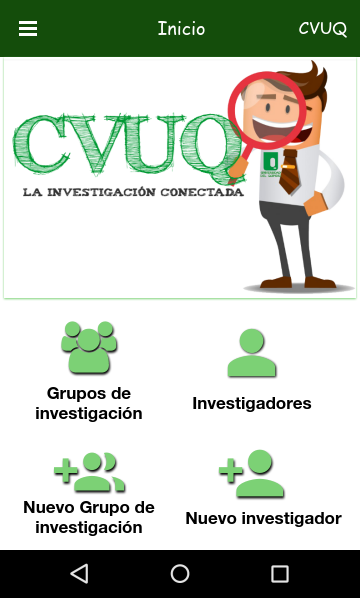 Inicio
CVUQ
CVUQ
LA INVESTIGACIÓN CONECTADA
Grupos de
investigación
Investigadores
Nuevo Grupo de
investigación
Nuevo investigador